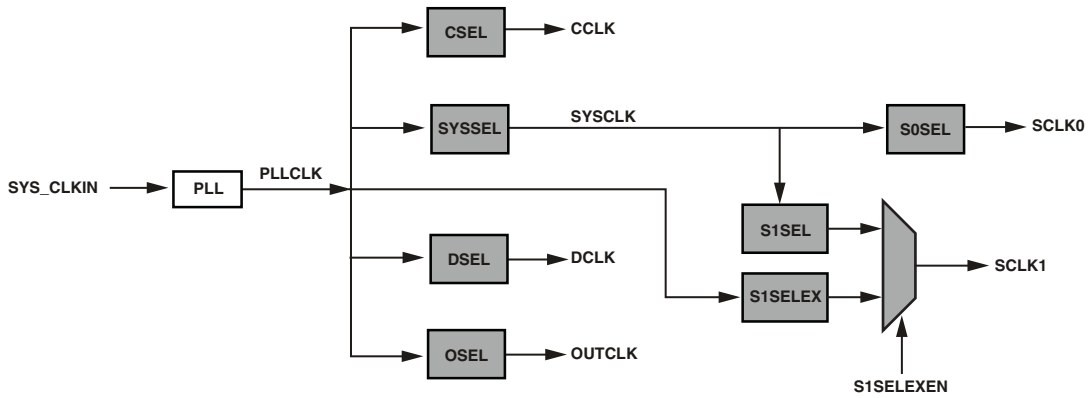 CSEL
CCLK
SYSSEL
SYSCLK
S0SEL
SCLK0
SYS_CLKIN
PLL
PLLCLK
S1SEL
DSEL
DCLK
SCLK1
S1SELEX
OSEL
OUTCLK
S1SELEXEN